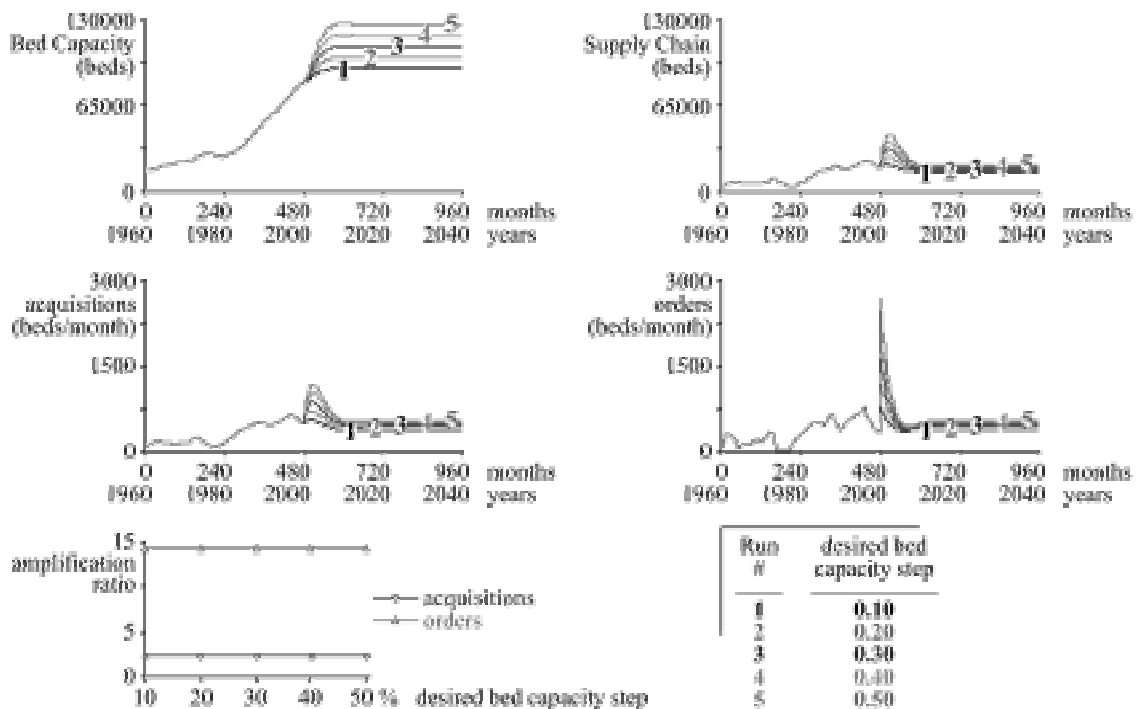 130000
Bed Capacity
(beds)
65000
0
5
4
3
2
1
0 240 480 720 960 months
1960 1980 2000 2020 2040 years
130000
Supply Chain
(beds)
65000
0
1 2 3 4 5
0 240 480 720 960 months
1960 1980 2000 2020 2040 years
3000
acquisitions
(beds/month)
1500
0
1 2 3 4 5
0 240 480 720 960 months
1960 1980 2000 2020 2040 years
3000
orders
(beds/month)
1500
0
1 2 3 4 5
0 240 480 720 960 months
1960 1980 2000 2020 2040 years
15
amplification
ratio
5
0
acquisitions
orders
10 20 30 40 50 % desired bed capacity step
Run desired bed
# capacity step
1 0.10
2 0.20
3 0.30
4 0.40
5 0.50